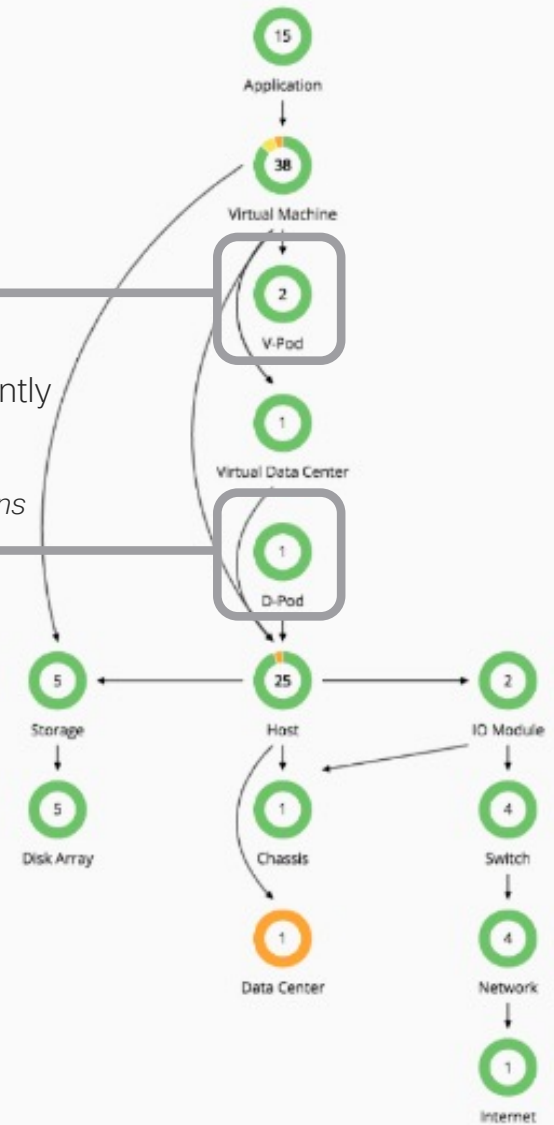 15
Application
38
Virtual Machine
2
V-Pod
ntly
1
Virtual Data Center
ns
1
D-Pod
5
25
2
Storage
Host
IO Module
5
1
4
Disk Array
Chassis
Switch
1
4
Data Center
Network
1
Internet